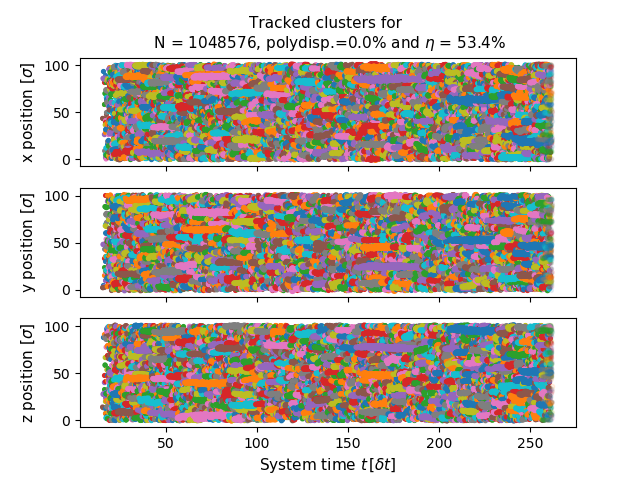 Tracked clusters for
N = 1048576, polydisp.=0.0% and η = 53.4%
x position [σ]
100
50
0
y position [σ]
100
50
0
z position [σ]
100
50
0
50 100 150 200 250
System time t [δt]